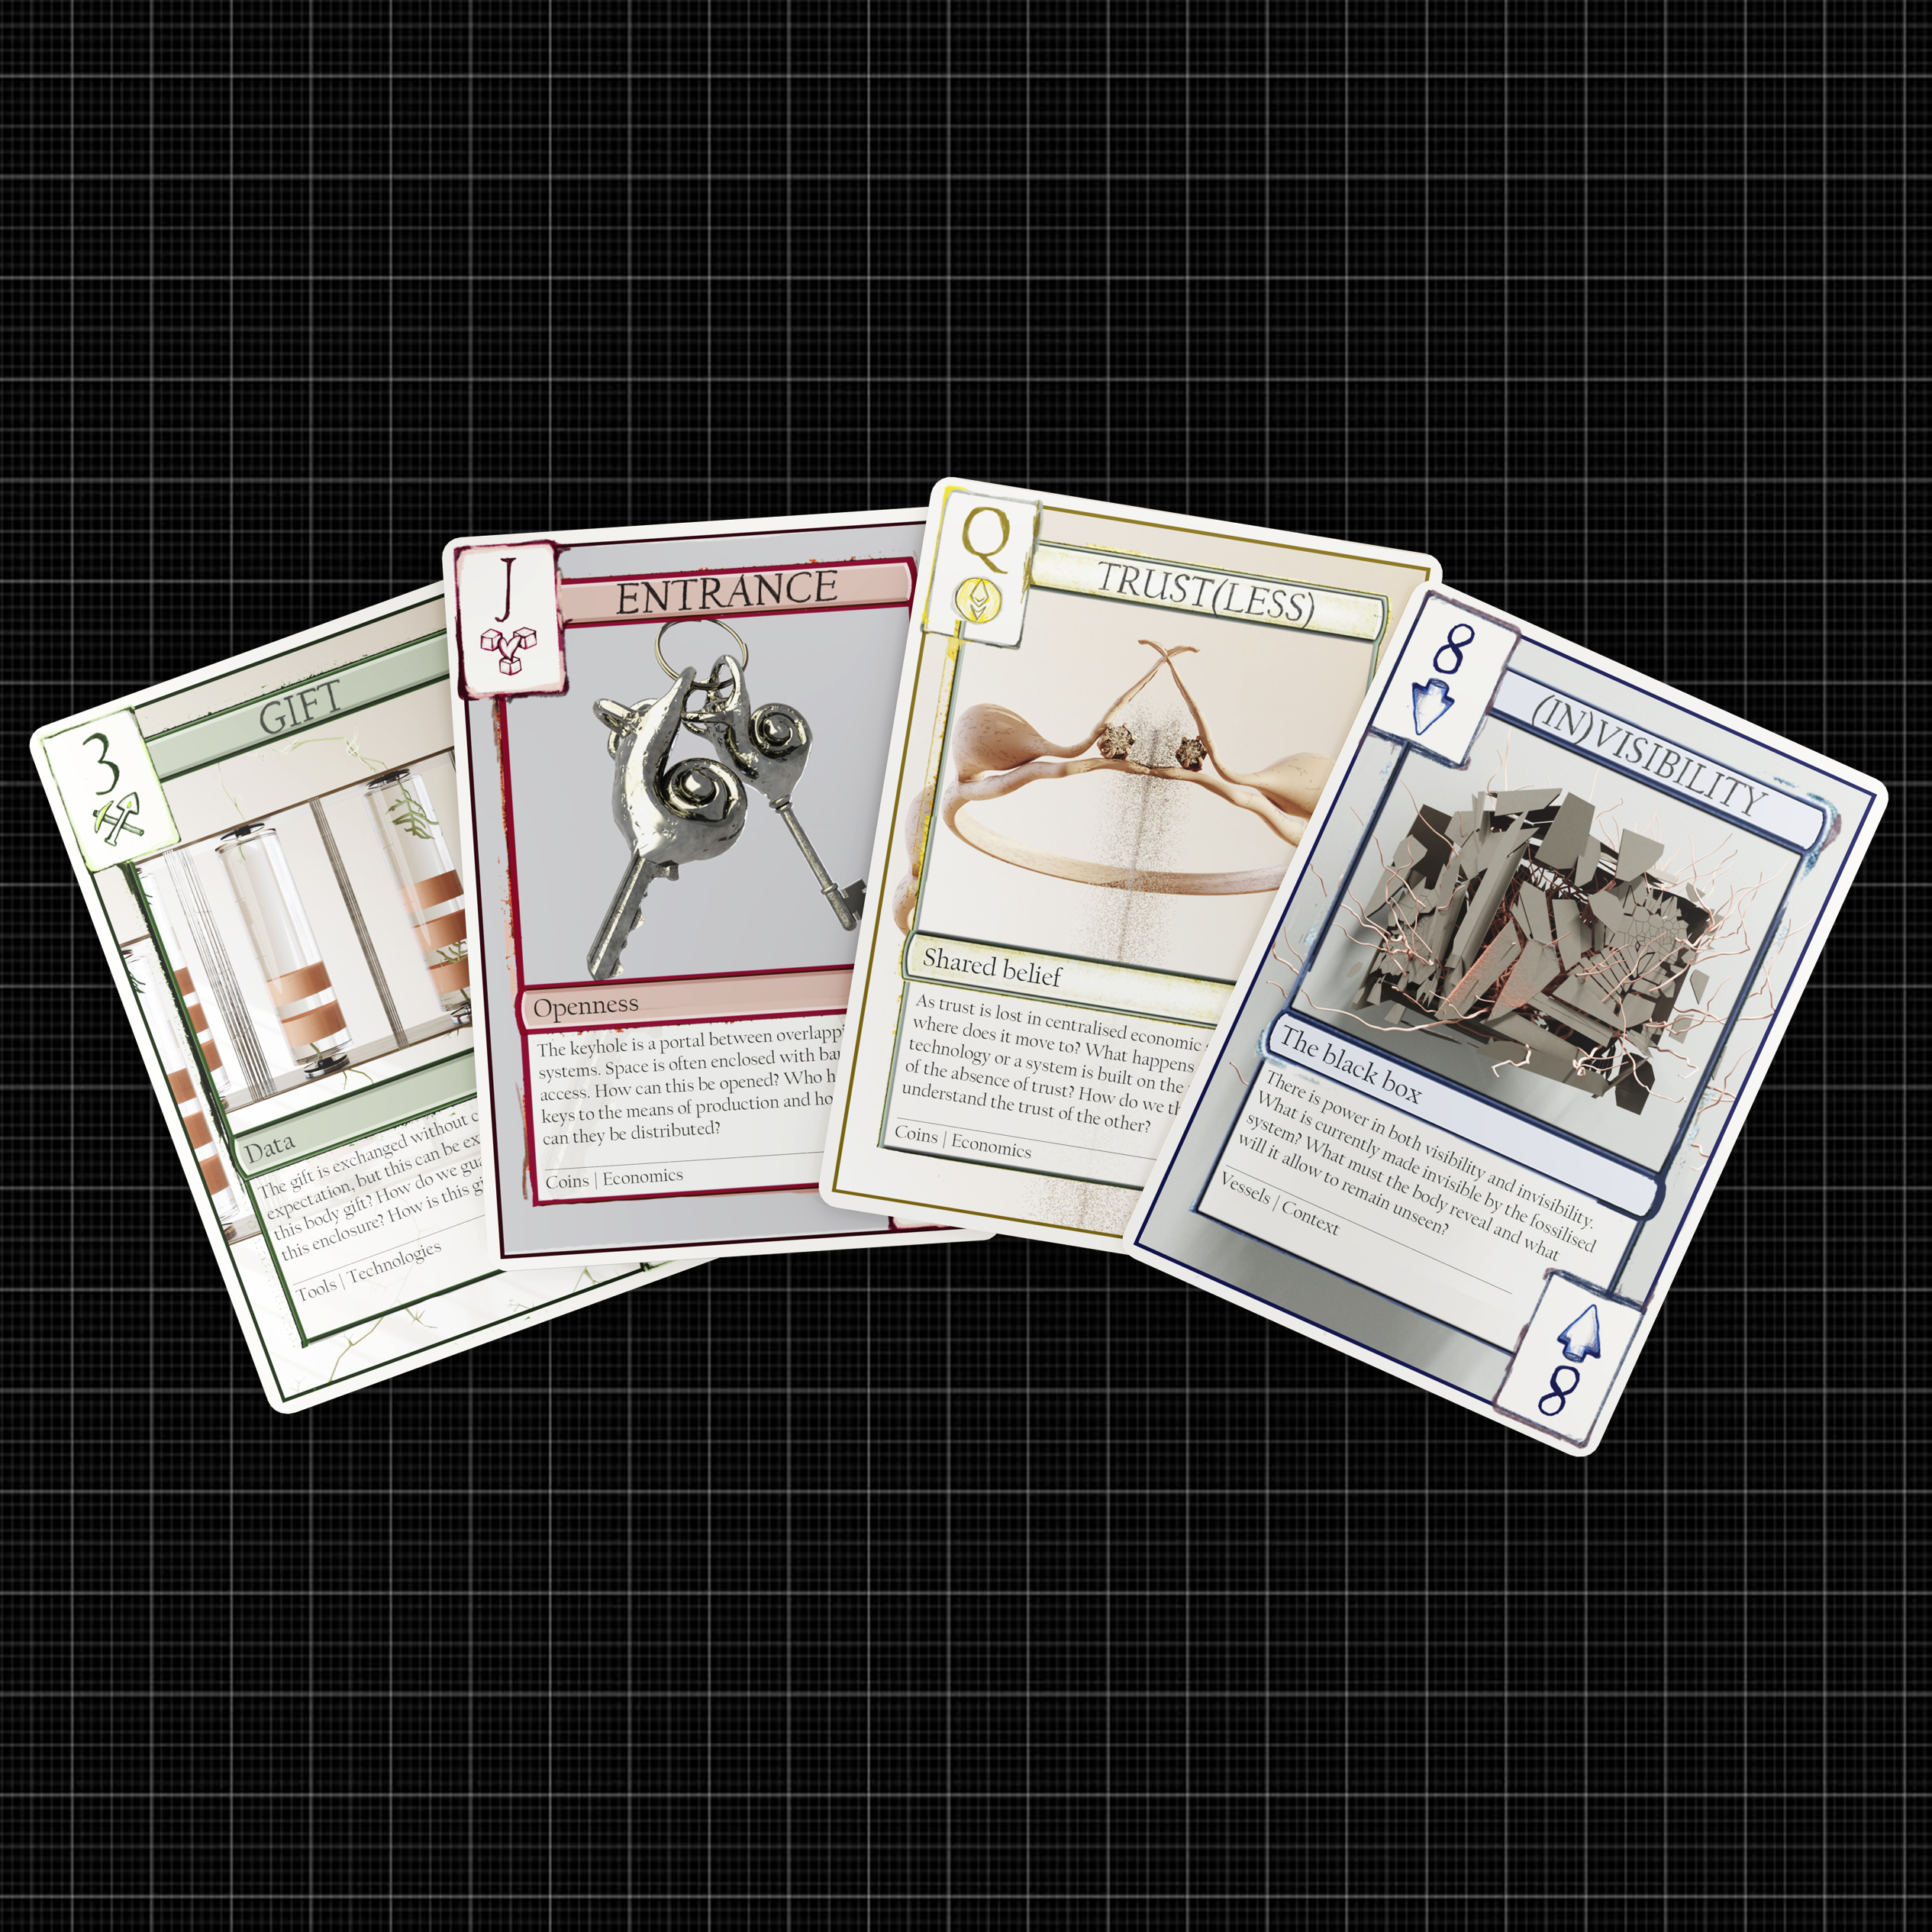 3
GIFT
Data
The gift is exchanged without
expectation, but this can be
this body gift? How do we
this enclosure? How is this
Tools | Technologies
J
ENTRANCE
Openness
The keyhole is a portal between
systems. Space is often enclosed with
access. How can this be opened? Who
keys to the means of production and
can they be distributed?
Coins | Economics
Q
TRUST(LESS)
Shared belief
As trust is lost in centralised economic
where does it move to? What happens
technology or a system is built on the
of the absence of trust? How do we
understand the trust of the other?
Coins | Economics
8
(IN)VISIBILITY
The black box
There is power in both visibility and invisibility.
What is currently made invisible by the fossilised
system? What must the body reveal and what
will it allow to remain unseen?
Vessels | Context
8